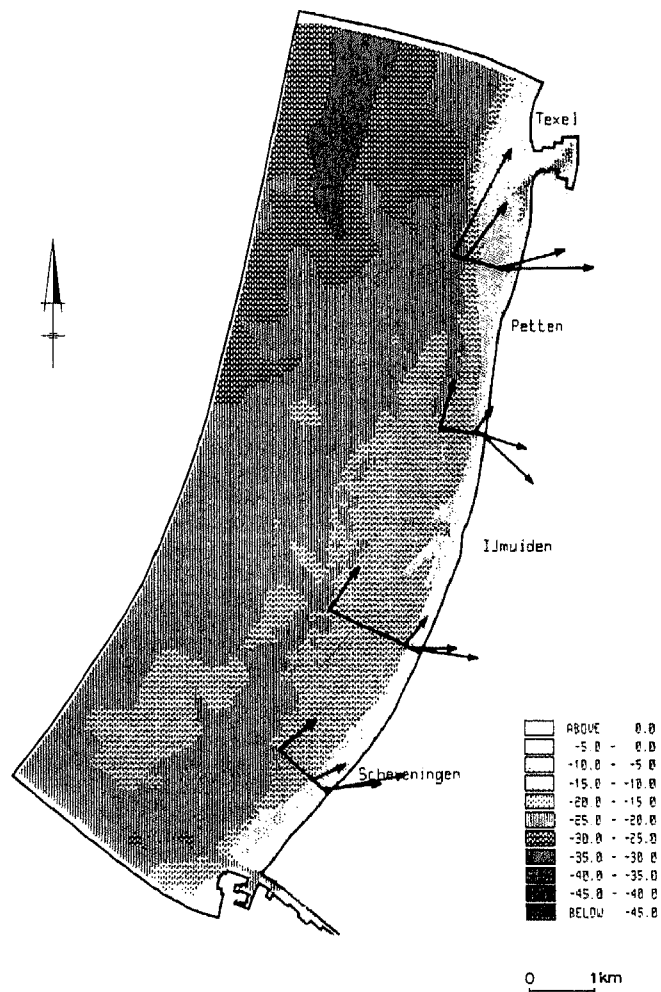 Texel
Petten
IJmuiden
Scheveningen
ABOVE 0.0
-5.0 - 0.0
-10.0 - -5.0
-15.0 - -10.0
-20.0 - -15.0
-25.0 - -20.0
-30.0 - -25.0
-35.0 - -30.0
-40.0 - -35.0
-45.0 - -40.0
BELOW -45.0
0 1km